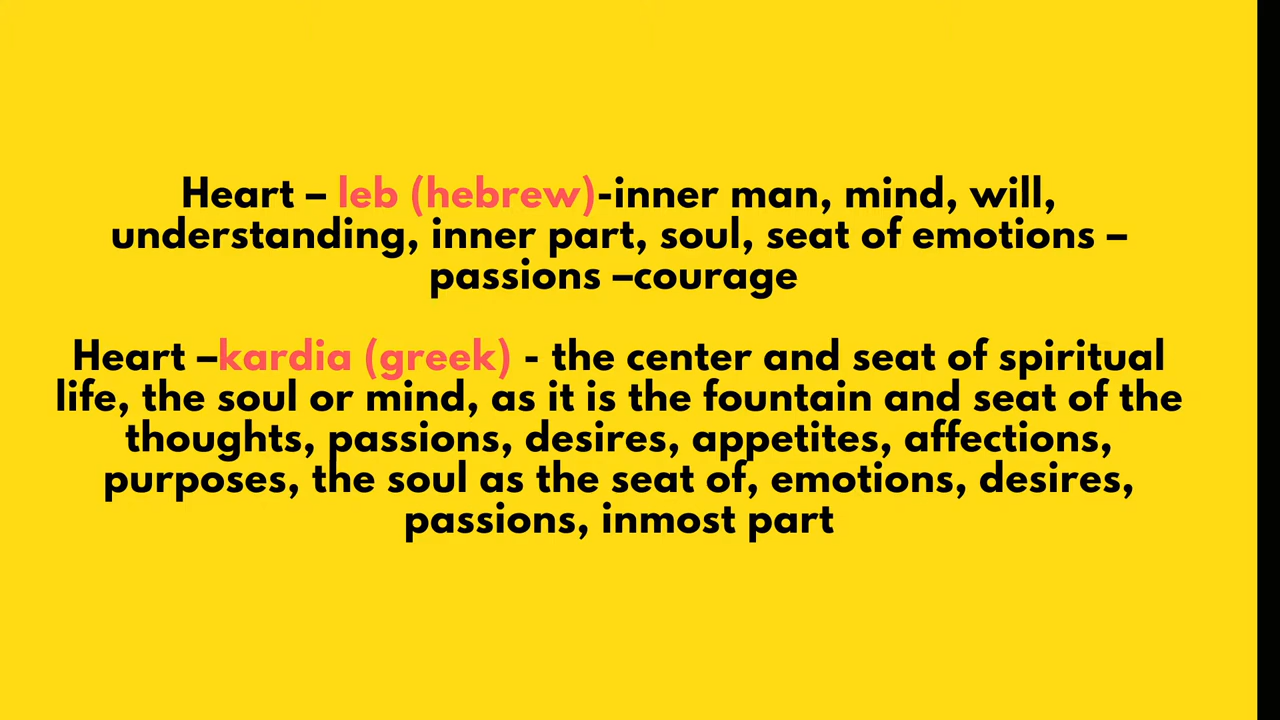 Heart – leb (hebrew)-inner man, mind, will,
understanding, inner part, soul, seat of emotions –
passions –courage
Heart –kardia (greek) - the center and seat of spiritual
life, the soul or mind, as it is the fountain and seat of the
thoughts, passions, desires, appetites, affections,
purposes, the soul as the seat of, emotions, desires,
passions, inmost part